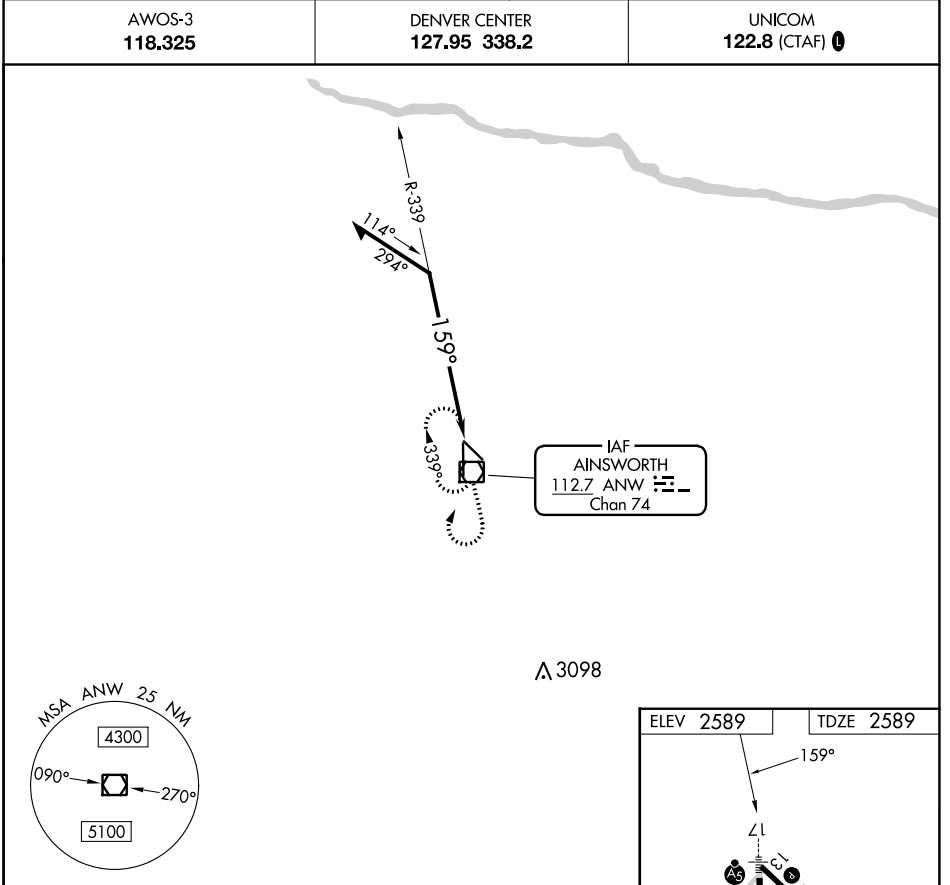 AWOS-3
118.325
DENVER CENTER
127.95 338.2
UNICOM
122.8 (CTAF) L
R-339
114°
294°
159°
339°
IAF
AINSWORTH
112.7 ANW
Chan 74
3098
MSA ANW 25 NM
4300
090°
270°
5100
ELEV 2589
TDZE 2589
159°
17
13
A5
P